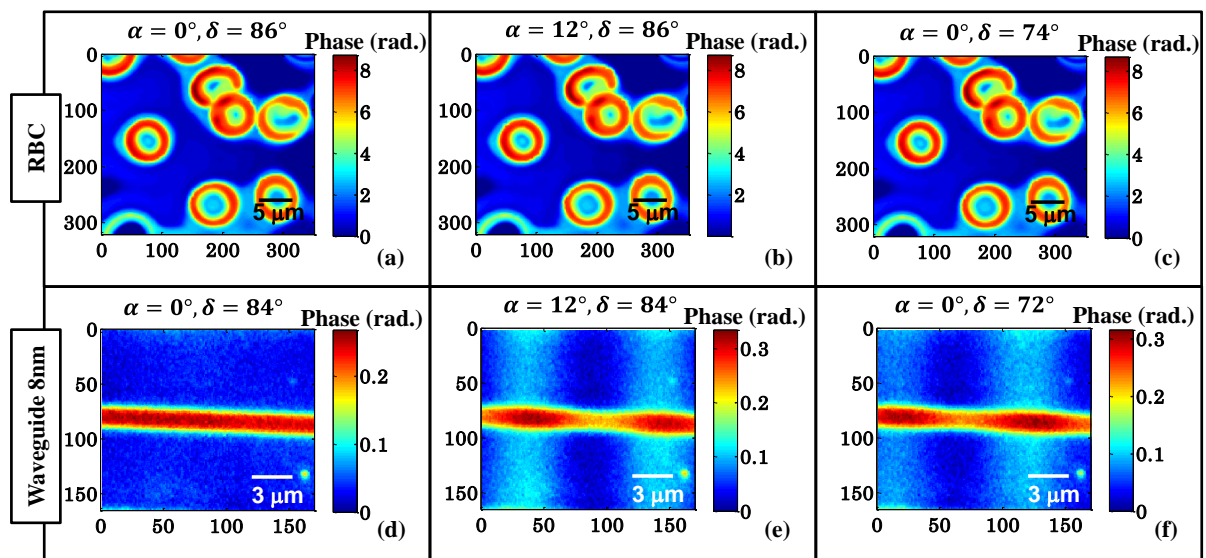 α = 0°, δ = 86°
Phase (rad.)
α = 12°, δ = 86°
Phase (rad.)
α = 0°, δ = 74°
Phase (rad.)
RBC
0
100
200
300
0
100
200
300
5 μm
8
6
4
2
0
(a)
0
100
200
300
0
100
200
300
5 μm
8
6
4
2
(b)
0
100
200
300
0
100
200
300
5 μm
8
6
4
2
0
(c)
α = 0°, δ = 84°
Phase (rad.)
α = 12°, δ = 84°
Phase (rad.)
α = 0°, δ = 72°
Phase (rad.)
Waveguide 8nm
0
50
100
150
0
50
100
150
3 μm
0.2
0.1
0
(d)
0
50
100
150
0
50
100
150
3 μm
0.3
0.2
0.1
0
(e)
0
50
100
150
0
50
100
150
3 μm
0.3
0.2
0.1
0
(f)